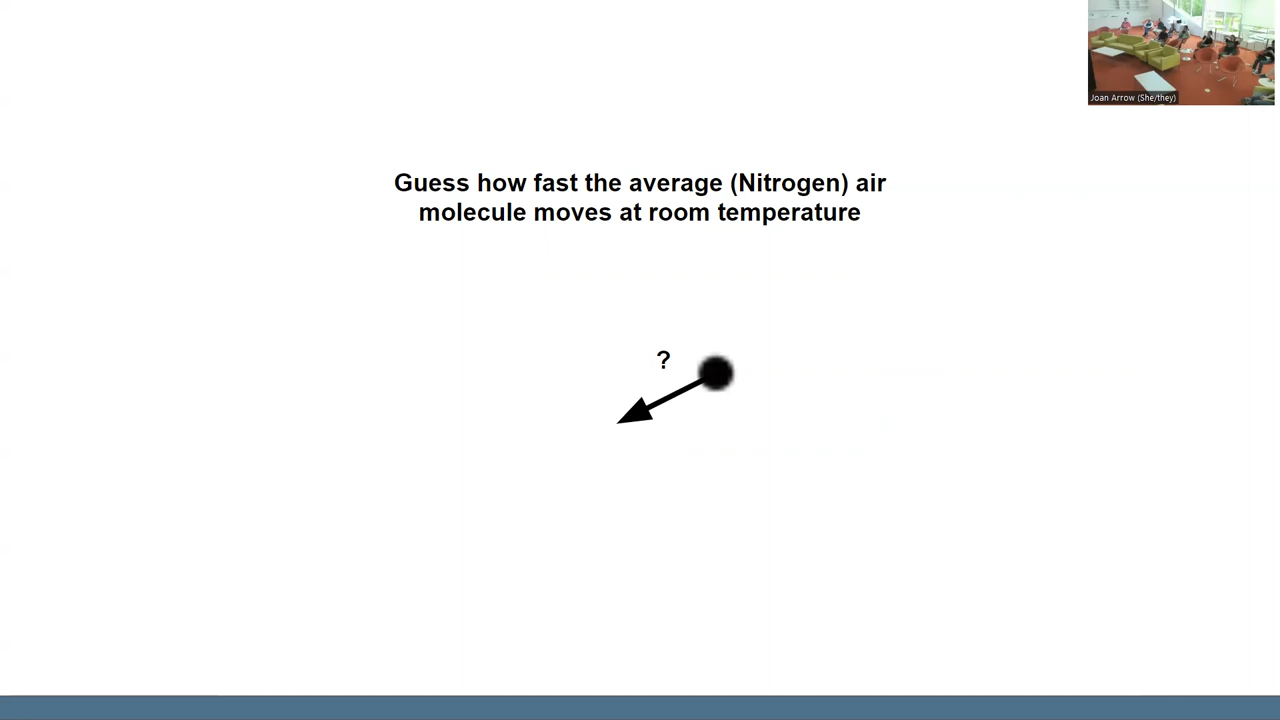 Joan Arrow (She/they)
Guess how fast the average (Nitrogen) air
molecule moves at room temperature
?